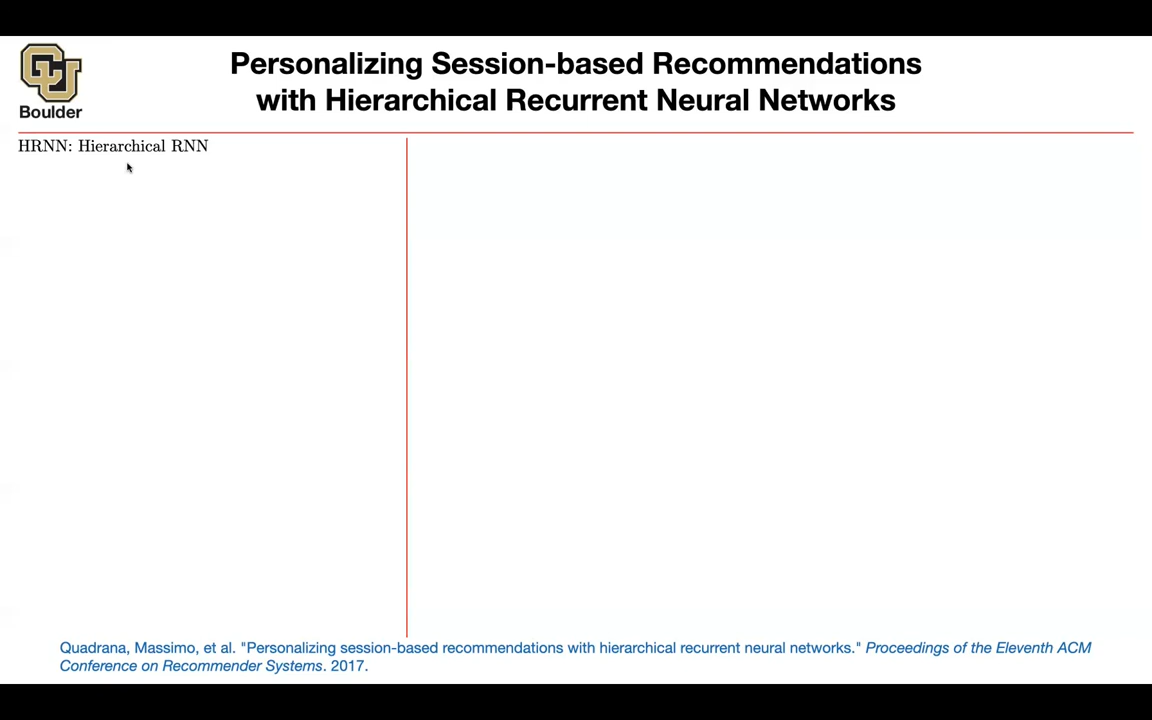 Boulder
Personalizing Session-based Recommendations
with Hierarchical Recurrent Neural Networks
HRNN: Hierarchical RNN
Quadrana, Massimo, et al. "Personalizing session-based recommendations with hierarchical recurrent neural networks." Proceedings of the Eleventh ACM
Conference on Recommender Systems. 2017.